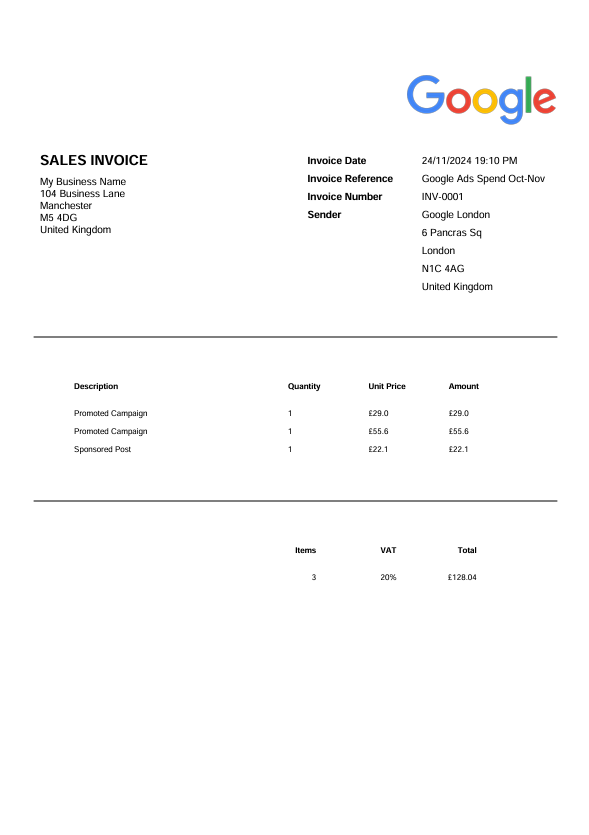 Google
SALES INVOICE
My Business Name
104 Business Lane
Manchester
M5 4DG
United Kingdom
Invoice Date 24/11/2024 19:10 PM
Invoice Reference Google Ads Spend Oct-Nov
Invoice Number INV-0001
Sender Google London
6 Pancras Sq
London
N1C 4AG
United Kingdom
Description Quantity Unit Price Amount
Promoted Campaign 1 £29.0 £29.0
Promoted Campaign 1 £55.6 £55.6
Sponsored Post 1 £22.1 £22.1
Items VAT Total
3 20% £128.04